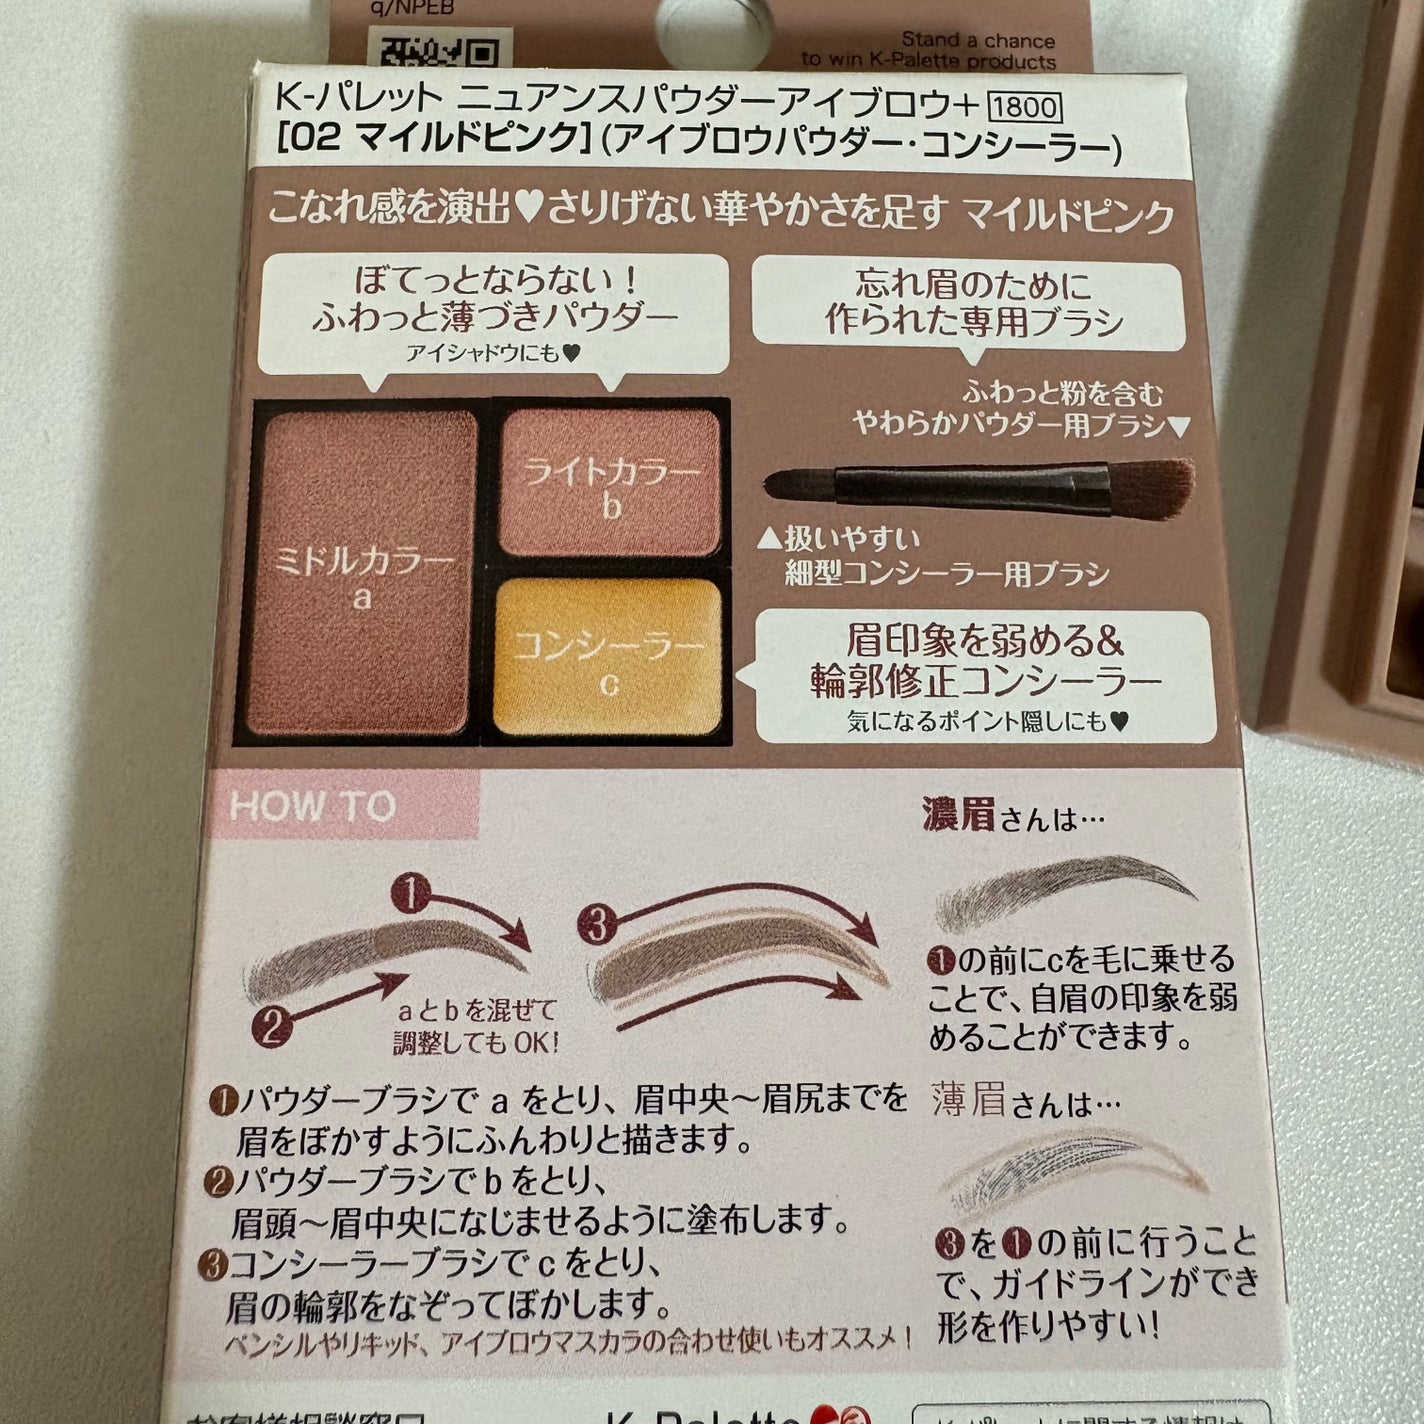 q/NPEB
Stand a chance
to win K-Palette products
K-パレット ニュアンスパウダーアイブロウ+ 1800
[02 マイルドピンク](アイブロウパウダー・コンシーラー)
こなれ感を演出♥さりげない華やかさを足す マイルドピンク
ぼてっとならない!
ふわっと薄づきパウダー
アイシャドウにも♥
忘れ眉のために
作られた専用ブラシ
ふわっと粉を含む
やわらかパウダー用ブラシ▼
ミドルカラー
a
ライトカラー
b
コンシーラー
c
▲扱いやすい
細型コンシーラー用ブラシ
眉印象を弱める&
輪郭修正コンシーラー
気になるポイント隠しにも♥
HOW TO
❶
❷
aとbを混ぜて
調整してもOK!
❸
❶パウダーブラシで a をとり、眉中央〜眉尻までを
眉をぼかすようにふんわりと描きます。
❷パウダーブラシでbをとり、
眉頭〜眉中央になじませるように塗布します。
❸コンシーラーブラシでcをとり、
眉の輪郭をなぞってぼかします。
ペンシルやリキッド、アイブロウマスカラの合わせ使いもオススメ!
濃眉さんは…
❶の前にcを毛に乗せる
ことで、自眉の印象を弱
めることができます。
薄眉さんは…
❸を❶の前に行うこと
で、ガイドラインができ
形を作りやすい!
K-Palette